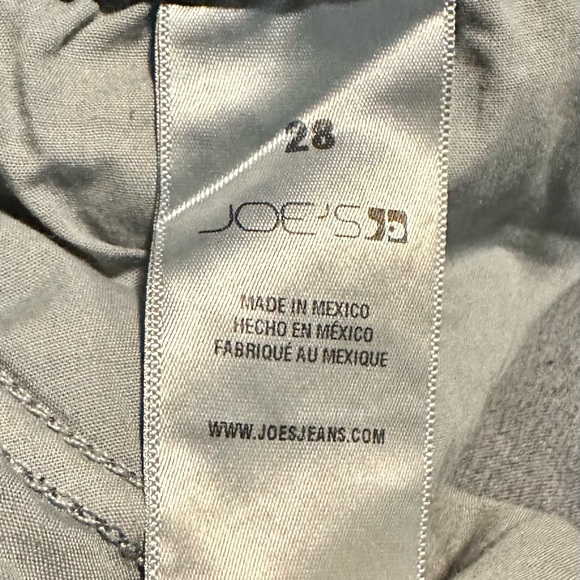 28
JOE'S
MADE IN MEXICO
HECHO EN MÉXICO
FABRIQUÉ AU MEXIQUE
WWW.JOESJEANS.COM